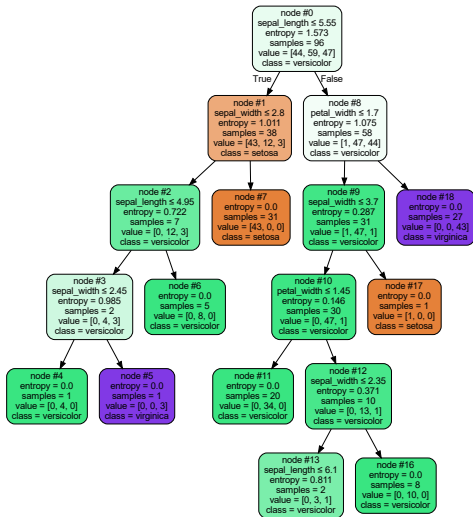 node #0
sepal_length ≤ 5.55
entropy = 1.573
samples = 96
value = [44, 59, 47]
class = versicolor
True
False
node #1
sepal_width ≤ 2.8
entropy = 1.011
samples = 38
value = [43, 12, 3]
class = setosa
node #8
petal_width ≤ 1.7
entropy = 1.075
samples = 58
value = [1, 47, 44]
class = versicolor
node #2
sepal_length ≤ 4.95
entropy = 0.722
samples = 7
value = [0, 12, 3]
class = versicolor
node #7
entropy = 0.0
samples = 31
value = [43, 0, 0]
class = setosa
node #9
sepal_width ≤ 3.7
entropy = 0.287
samples = 31
value = [1, 47, 1]
class = versicolor
node #18
entropy = 0.0
samples = 27
value = [0, 0, 43]
class = virginica
node #3
sepal_width ≤ 2.45
entropy = 0.985
samples = 2
value = [0, 4, 3]
class = versicolor
node #6
entropy = 0.0
samples = 5
value = [0, 8, 0]
class = versicolor
node #10
petal_width ≤ 1.45
entropy = 0.146
samples = 30
value = [0, 47, 1]
class = versicolor
node #17
entropy = 0.0
samples = 1
value = [1, 0, 0]
class = setosa
node #4
entropy = 0.0
samples = 1
value = [0, 4, 0]
class = versicolor
node #5
entropy = 0.0
samples = 1
value = [0, 0, 3]
class = virginica
node #11
entropy = 0.0
samples = 20
value = [0, 34, 0]
class = versicolor
node #12
sepal_width ≤ 2.35
entropy = 0.371
samples = 10
value = [0, 13, 1]
class = versicolor
node #13
sepal_length ≤ 6.1
entropy = 0.811
samples = 2
value = [0, 3, 1]
class = versicolor
node #16
entropy = 0.0
samples = 8
value = [0, 10, 0]
class = versicolor